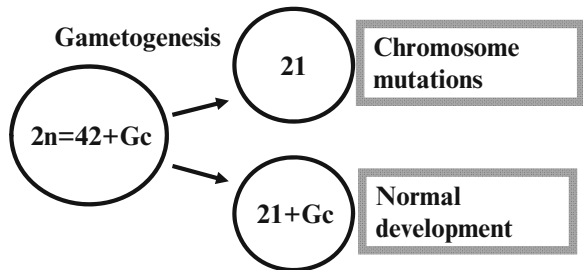 Gametogenesis
21
Chromosome
mutations
2n=42+Gc
21+Gc
Normal
development